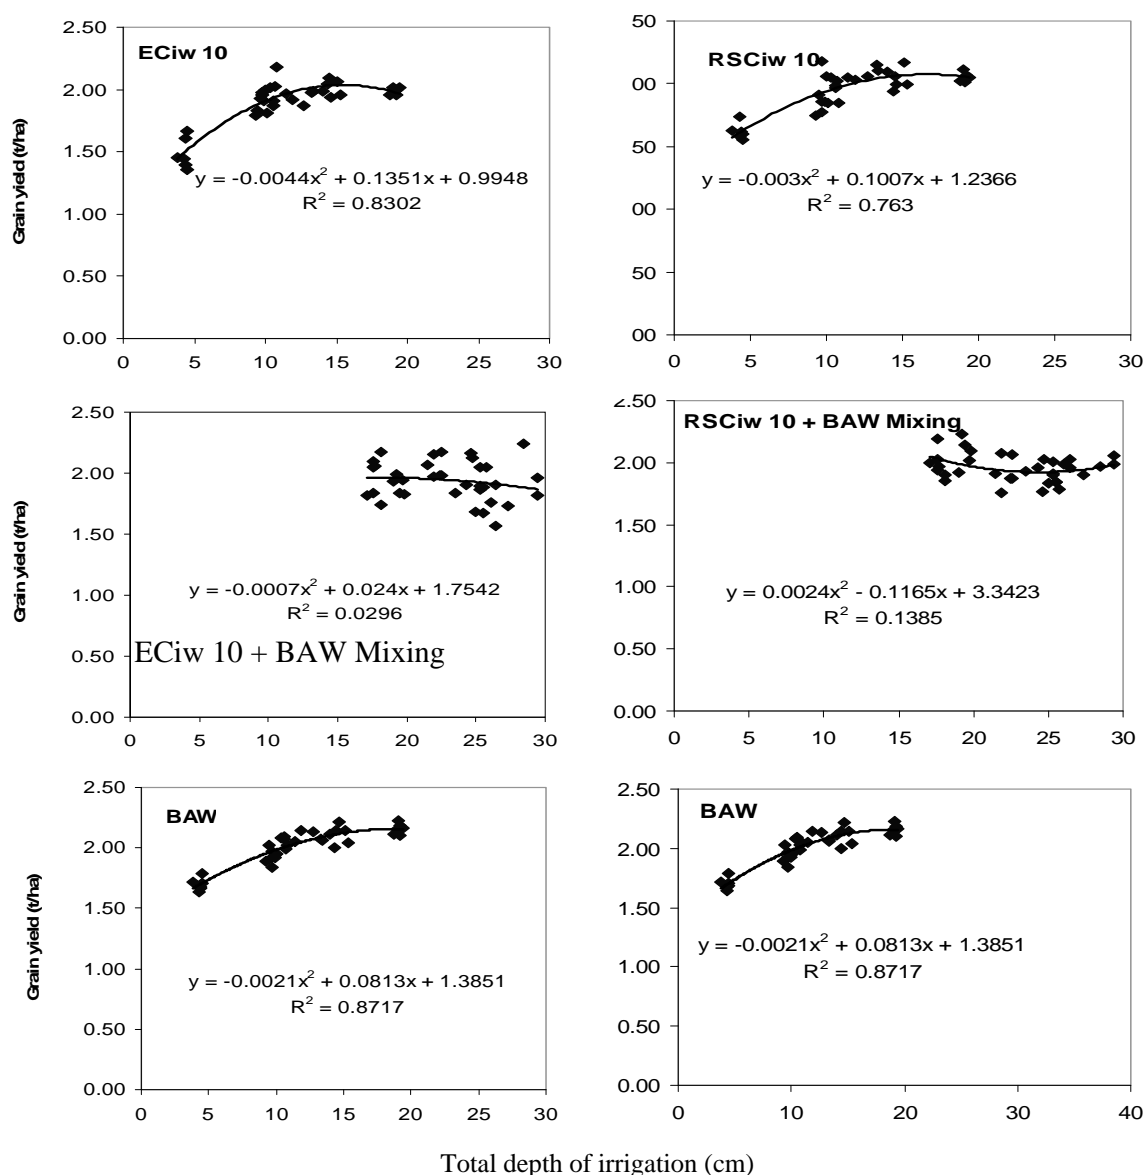 2.50
2.00
1.50
1.00
0.50
0.00
Grain yield (t/ha)
ECiw 10
y = -0.0044x² + 0.1351x + 0.9948
R² = 0.8302
0 5 10 15 20 25 30
50
00
50
00
50
00
RSCiw 10
y = -0.003x² + 0.1007x + 1.2366
R² = 0.763
0 5 10 15 20 25 30
2.50
2.00
1.50
1.00
0.50
0.00
Grain yield (t/ha)
y = -0.0007x² + 0.024x + 1.7542
R² = 0.0296
ECiw 10 + BAW Mixing
0 5 10 15 20 25 30
2.50
2.00
1.50
1.00
0.50
0.00
RSCiw 10 + BAW Mixing
y = 0.0024x² - 0.1165x + 3.3423
R² = 0.1385
0 5 10 15 20 25 30
2.50
2.00
1.50
1.00
0.50
0.00
Grain yield (t/ha)
BAW
y = -0.0021x² + 0.0813x + 1.3851
R² = 0.8717
0 5 10 15 20 25 30
2.50
2.00
1.50
1.00
0.50
0.00
BAW
y = -0.0021x² + 0.0813x + 1.3851
R² = 0.8717
0 10 20 30 40
Total depth of irrigation (cm)